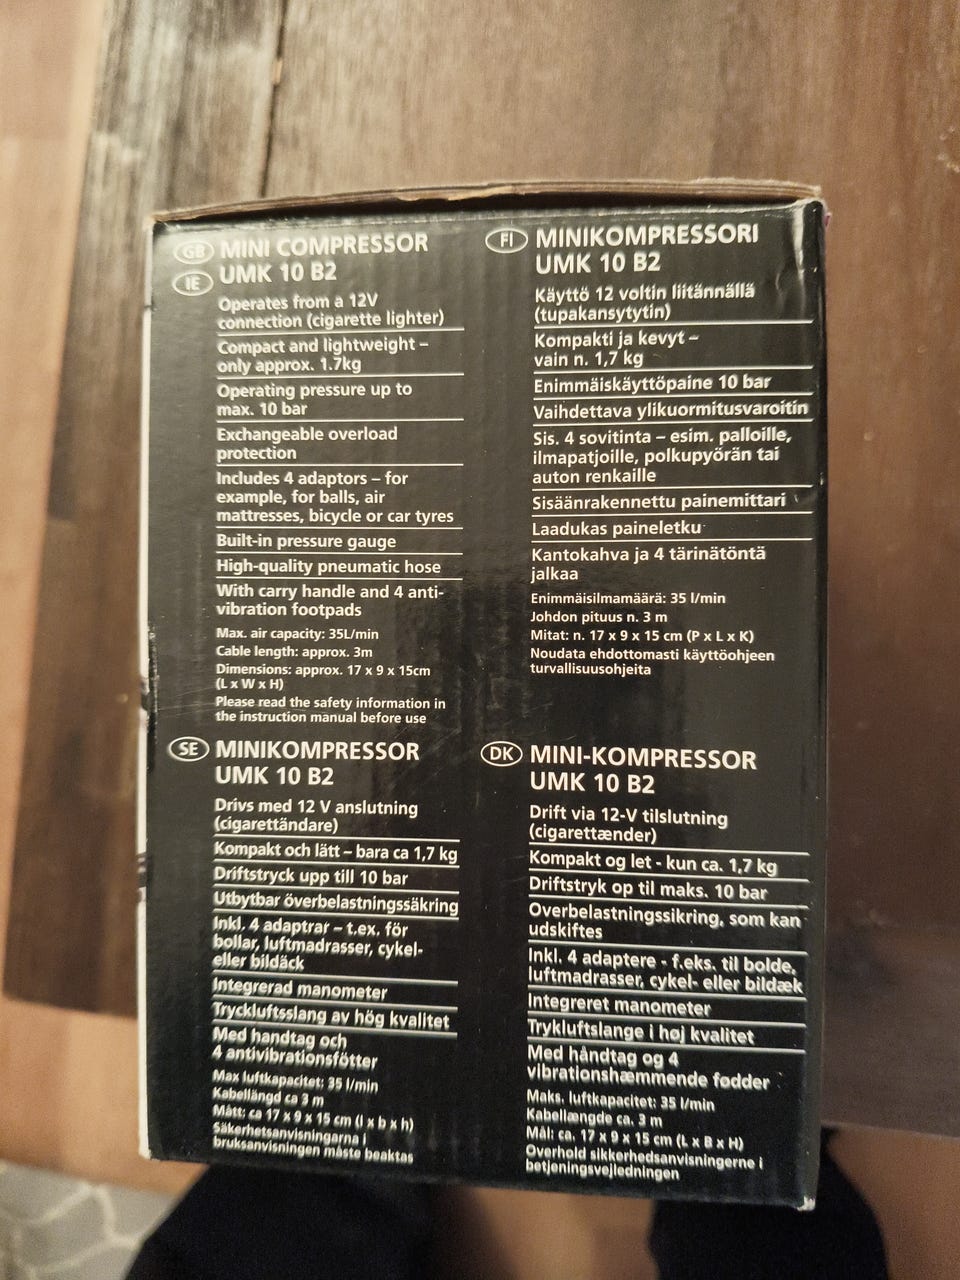 GB
MINI COMPRESSOR
IE
UMK 10 B2
Operates from a 12V
connection (cigarette lighter)
Compact and lightweight –
only approx. 1.7kg
Operating pressure up to
max. 10 bar
Exchangeable overload
protection
Includes 4 adaptors – for
example, for balls, air
mattresses, bicycle or car tyres
Built-in pressure gauge
High-quality pneumatic hose
With carry handle and 4 anti-
vibration footpads
Max. air capacity: 35L/min
Cable length: approx. 3m
Dimensions: approx. 17 x 9 x 15cm
(L x W x H)
Please read the safety information in
the instruction manual before use
FI
MINIKOMPRESSORI
UMK 10 B2
Käyttö 12 voltin liitännällä
(tupakansytytin)
Kompakti ja kevyt –
vain n. 1,7 kg
Enimmäiskäyttöpaine 10 bar
Vaihdettava ylikuormitusvaroitin
Sis. 4 sovitinta – esim. palloille,
ilmapatjoille, polkupyörän tai
auton renkaille
Sisäänrakennettu painemittari
Laadukas paineletku
Kantokahva ja 4 tärinätöntä
jalkaa
Enimmäisilmamäärä: 35 l/min
Johdon pituus n. 3 m
Mitat: n. 17 x 9 x 15 cm (P x L x K)
Noudata ehdottomasti käyttöohjeen
turvallisuusohjeita
SE
MINIKOMPRESSOR
UMK 10 B2
Drivs med 12 V anslutning
(cigarettändare)
Kompakt och lätt – bara ca 1,7 kg
Driftstryck upp till 10 bar
Utbytbar överbelastningssäkring
Inkl. 4 adaptrar – t.ex. för
bollar, luftmadrasser, cykel-
eller bildäck
Integrerad manometer
Tryckluftsslang av hög kvalitet
Med handtag och
4 antivibrationsfötter
Max luftkapacitet: 35 l/min
Kabellängd ca 3 m
Mått: ca 17 x 9 x 15 cm (l x b x h)
Säkerhetsanvisningarna i
bruksanvisningen måste beaktas
DK
MINI-KOMPRESSOR
UMK 10 B2
Drift via 12-V tilslutning
(cigarettænder)
Kompakt og let - kun ca. 1,7 kg
Driftstryk op til maks. 10 bar
Overbelastningssikring, som kan
udskiftes
Inkl. 4 adaptere - f.eks. til bolde,
luftmadrasser, cykel- eller bildæk
Integreret manometer
Trykluftslange i høj kvalitet
Med håndtag og 4
vibrationshæmmende fødder
Maks. luftkapacitet: 35 l/min
Kabellængde ca. 3 m
Mål: ca. 17 x 9 x 15 cm (L x B x H)
Overhold sikkerhedsanvisningerne i
betjeningsvejledningen